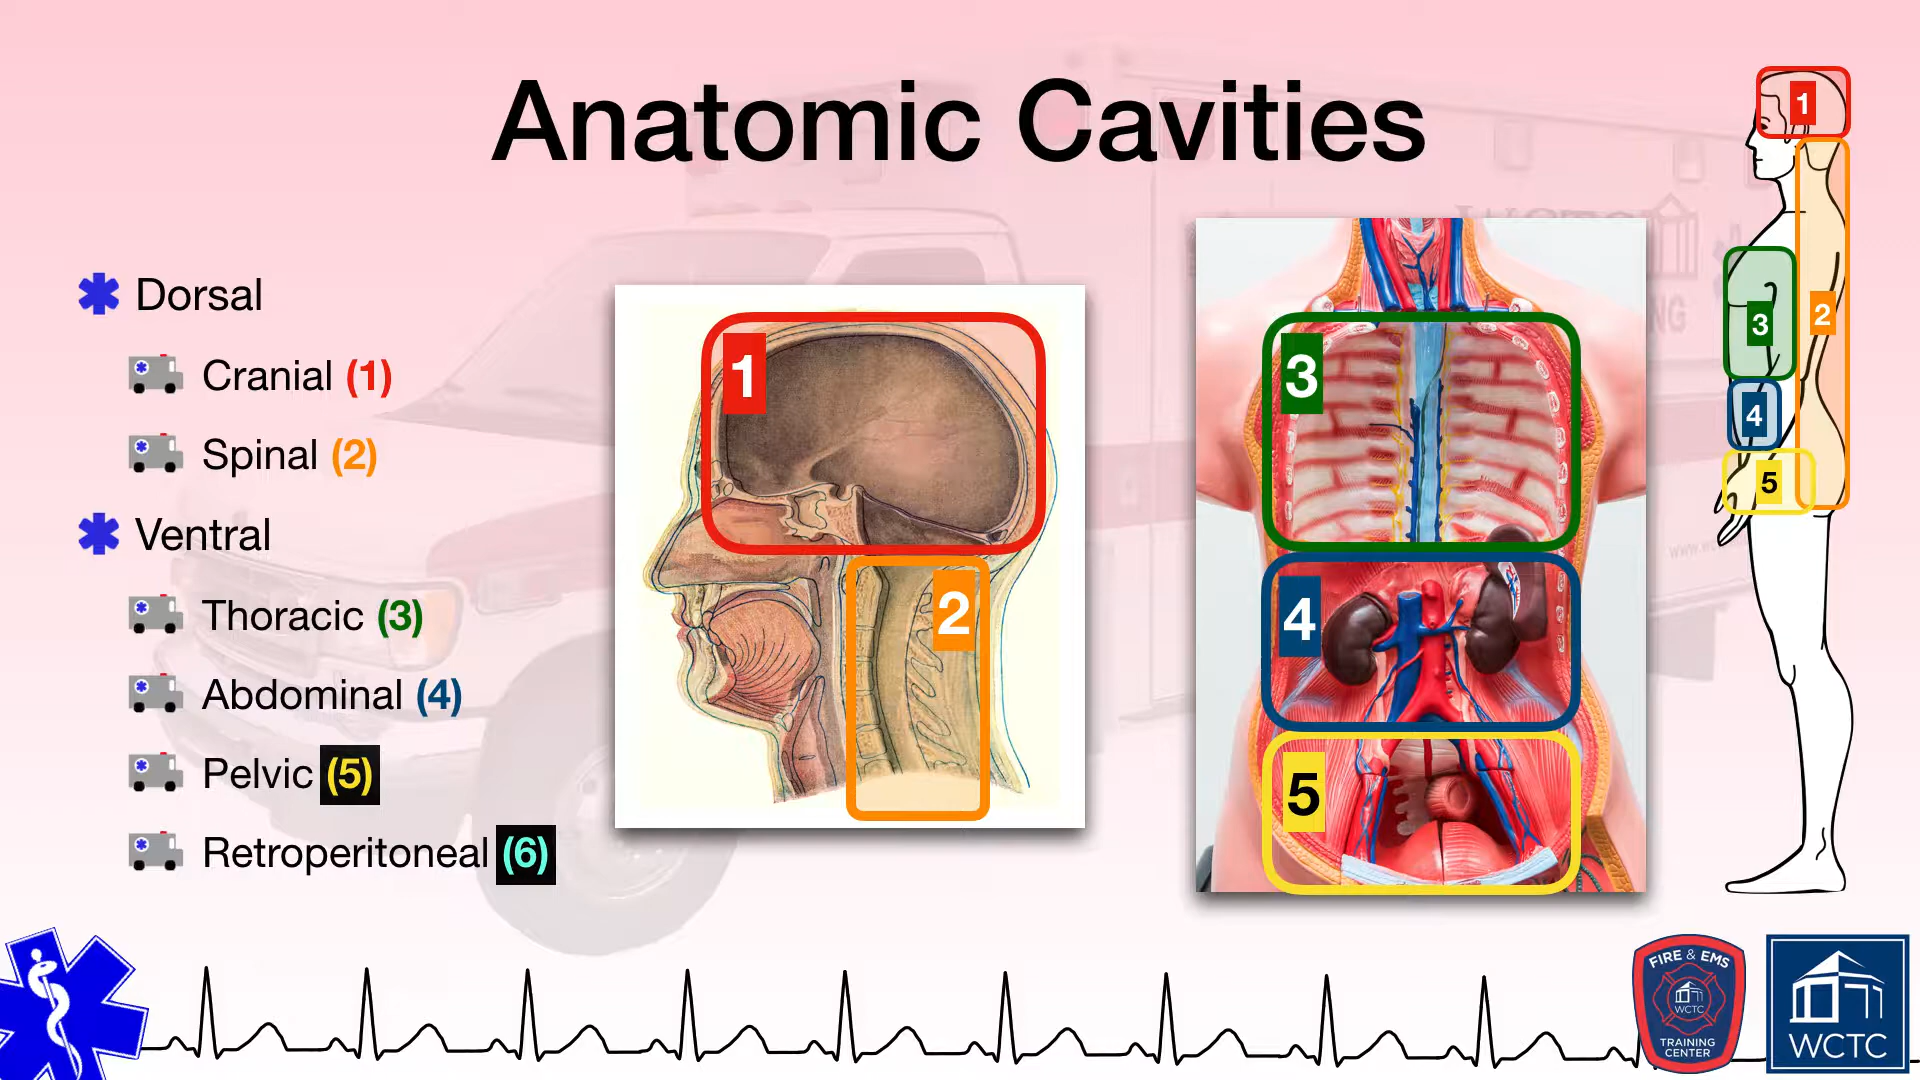 Anatomic Cavities
Dorsal
Cranial (1)
Spinal (2)
Ventral
Thoracic (3)
Abdominal (4)
Pelvic (5)
Retroperitoneal (6)
1
2
3
4
5
1
2
3
4
5
FIRE & EMS
WCTC
TRAINING
CENTER
WCTC